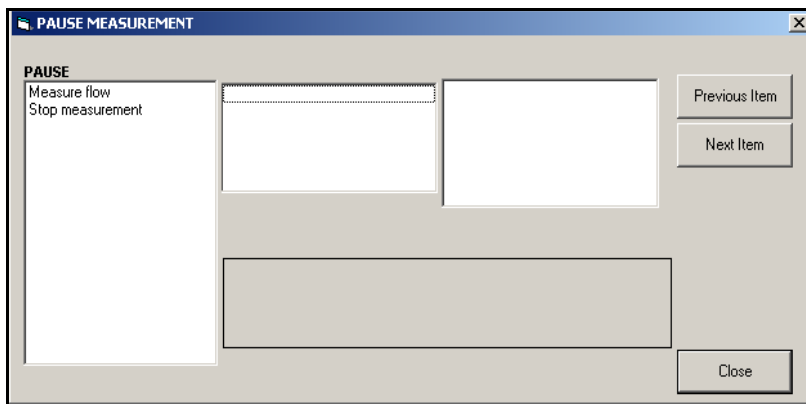 PAUSE MEASUREMENT
PAUSE
Measure flow
Stop measurement
Previous Item
Next Item
Close